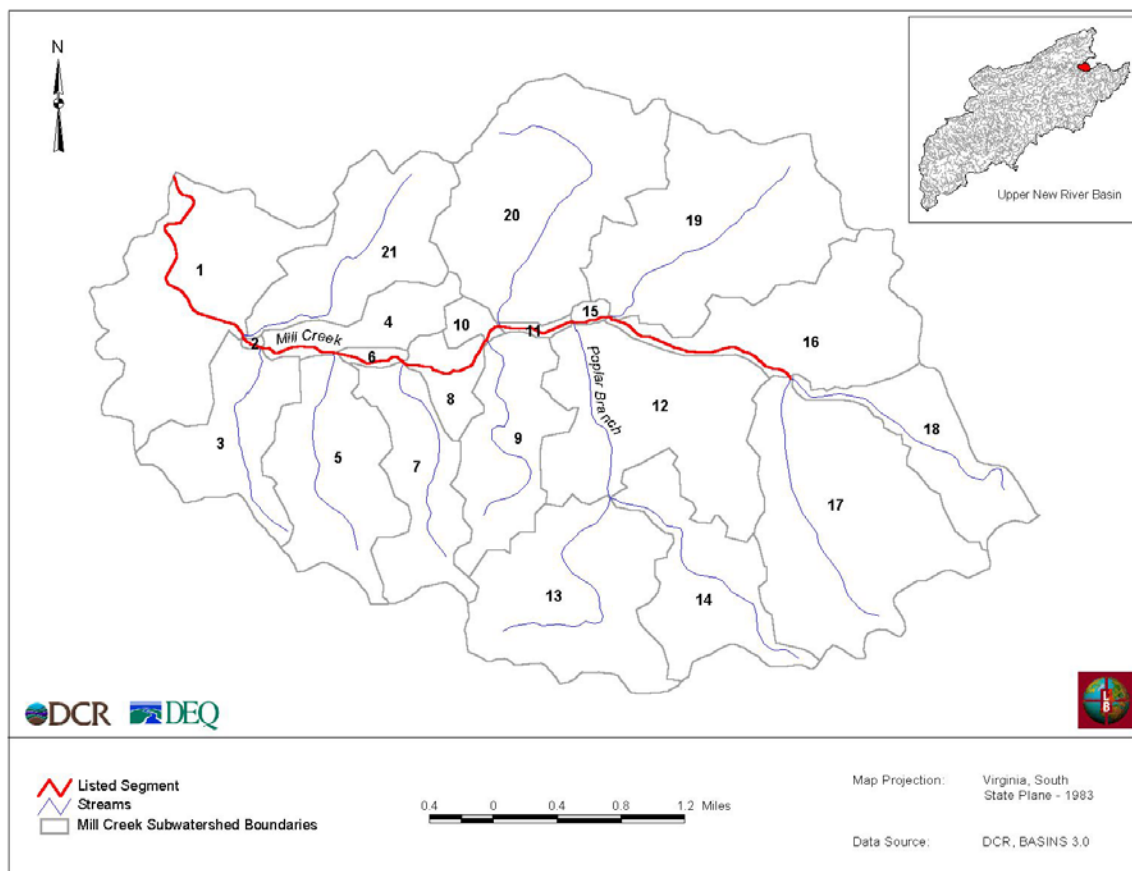 N
Upper New River Basin
20
19
21
1
4
10
11
15
Mill Creek
2
6
16
8
12
Poplar Branch
3
5
7
9
18
17
13
14
DCR
DEQ
L
B
Listed Segment
Streams
Mill Creek Subwatershed Boundaries
0.4 0 0.4 0.8 1.2 Miles
Map Projection: Virginia, South
State Plane - 1983
Data Source: DCR, BASINS 3.0